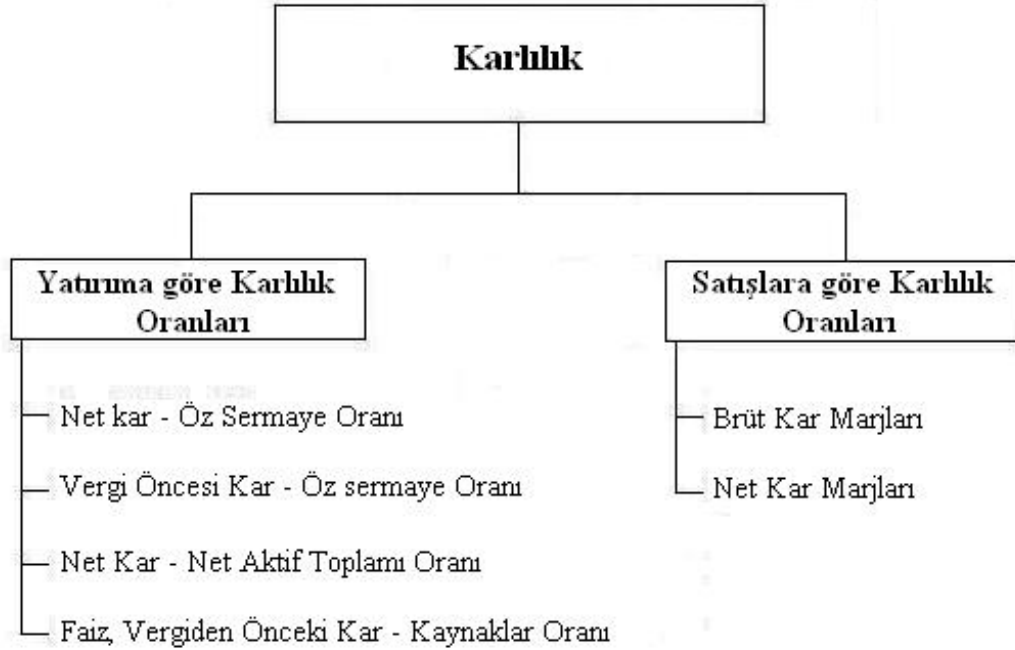 Karlılık
Yatırıma göre Karlılık
Oranları
Net kar - Öz Sermaye Oranı
Vergi Öncesi Kar - Öz sermaye Oranı
Net Kar - Net Aktif Toplamı Oranı
Faiz, Vergiden Önceki Kar - Kaynaklar Oranı
Satışlara göre Karlılık
Oranları
Brüt Kar Marjları
Net Kar Marjları